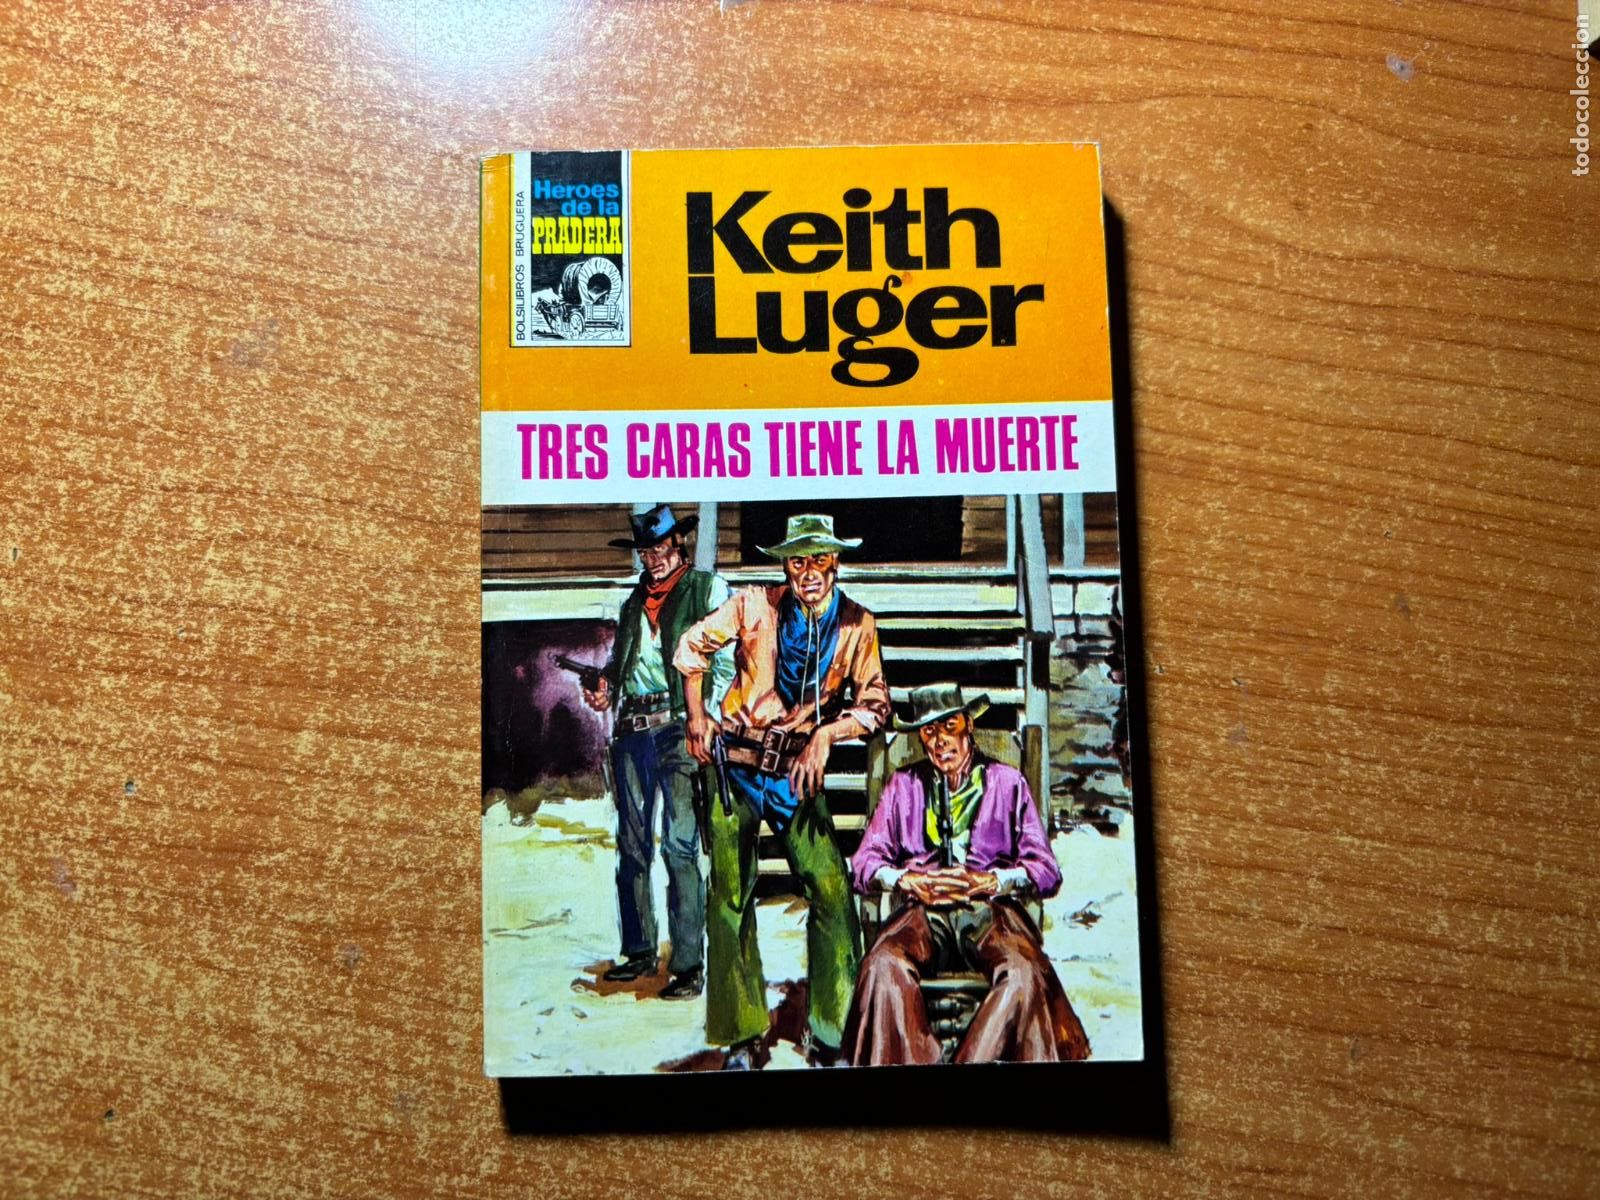 BOLSILIBROS BRUGUERA
Heroes
de la
PRADERA
Keith
Luger
TRES CARAS TIENE LA MUERTE
todocoleccion